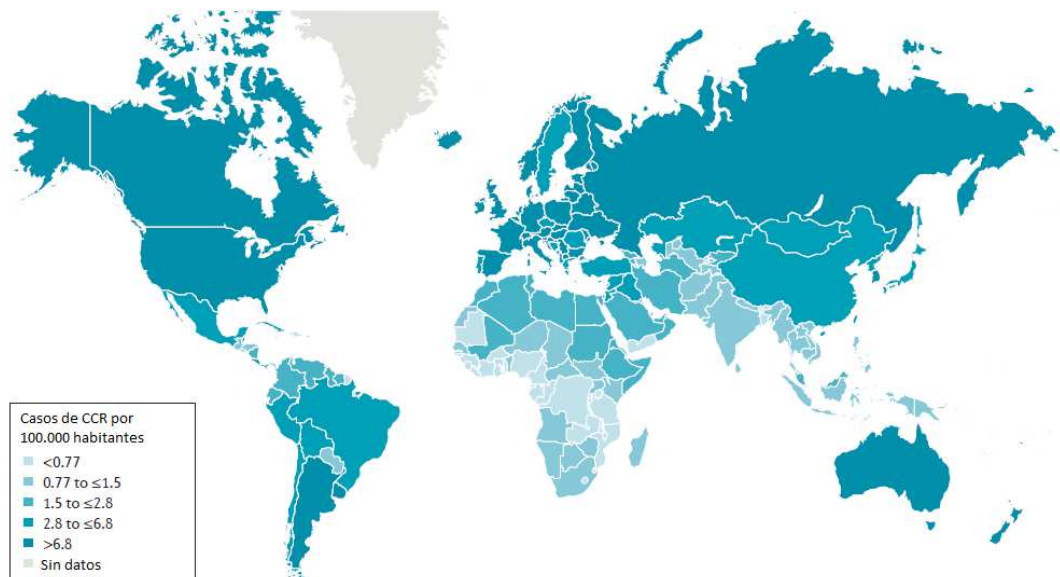 Casos de CCR por
100.000 habitantes
<0.77
0.77 to ≤1.5
1.5 to ≤2.8
2.8 to ≤6.8
>6.8
Sin datos